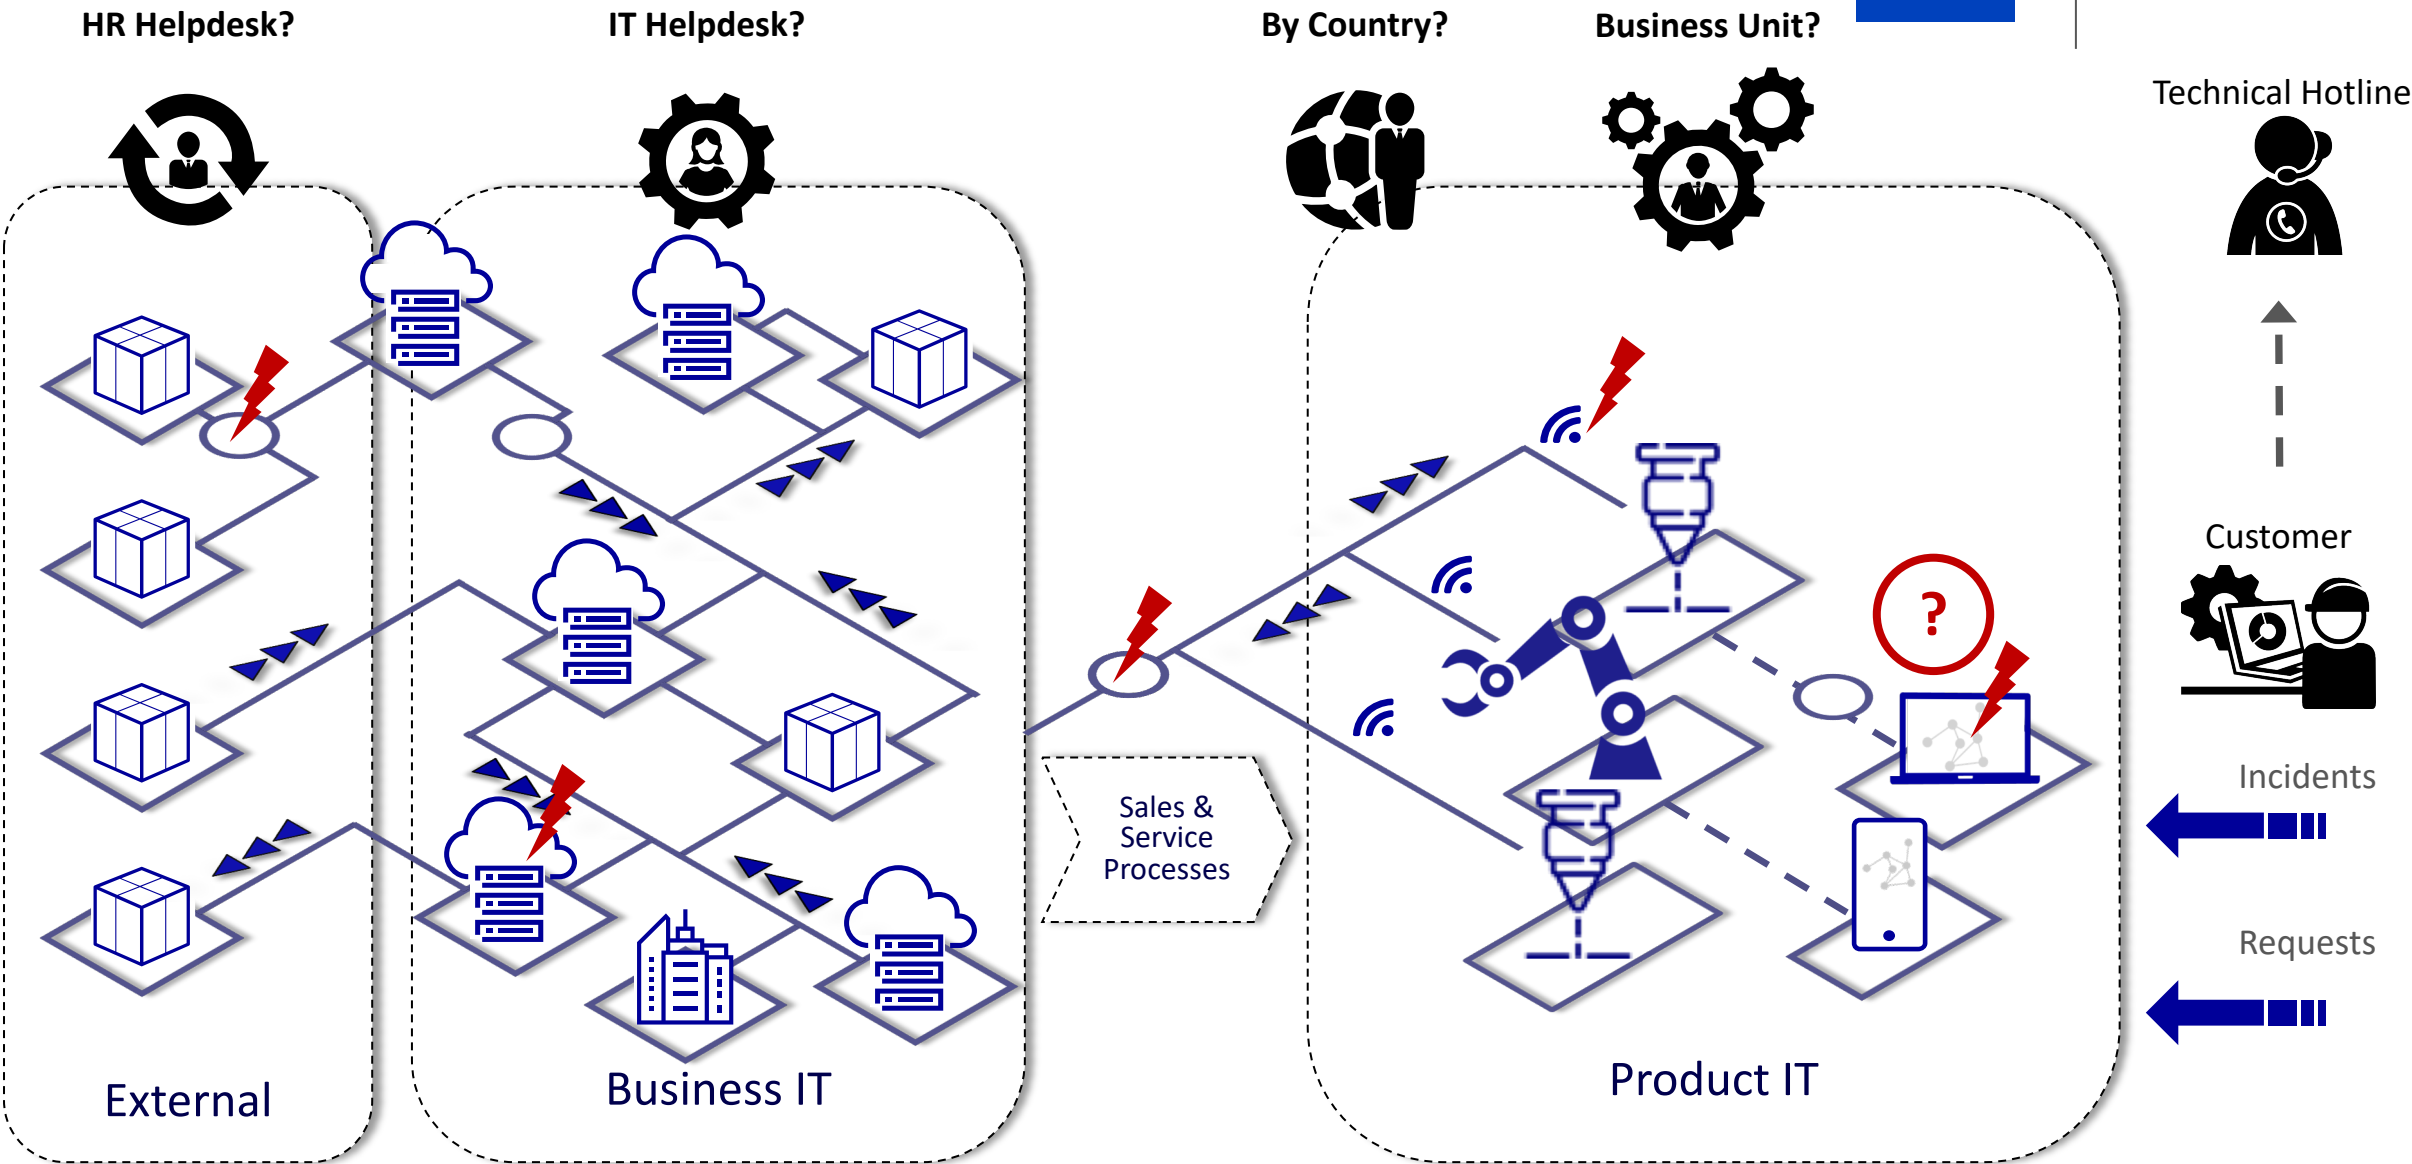 HR Helpdesk?
IT Helpdesk?
By Country?
Business Unit?
Technical Hotline
Customer
?
Incidents
Sales &
Service
Processes
Requests
External
Business IT
Product IT